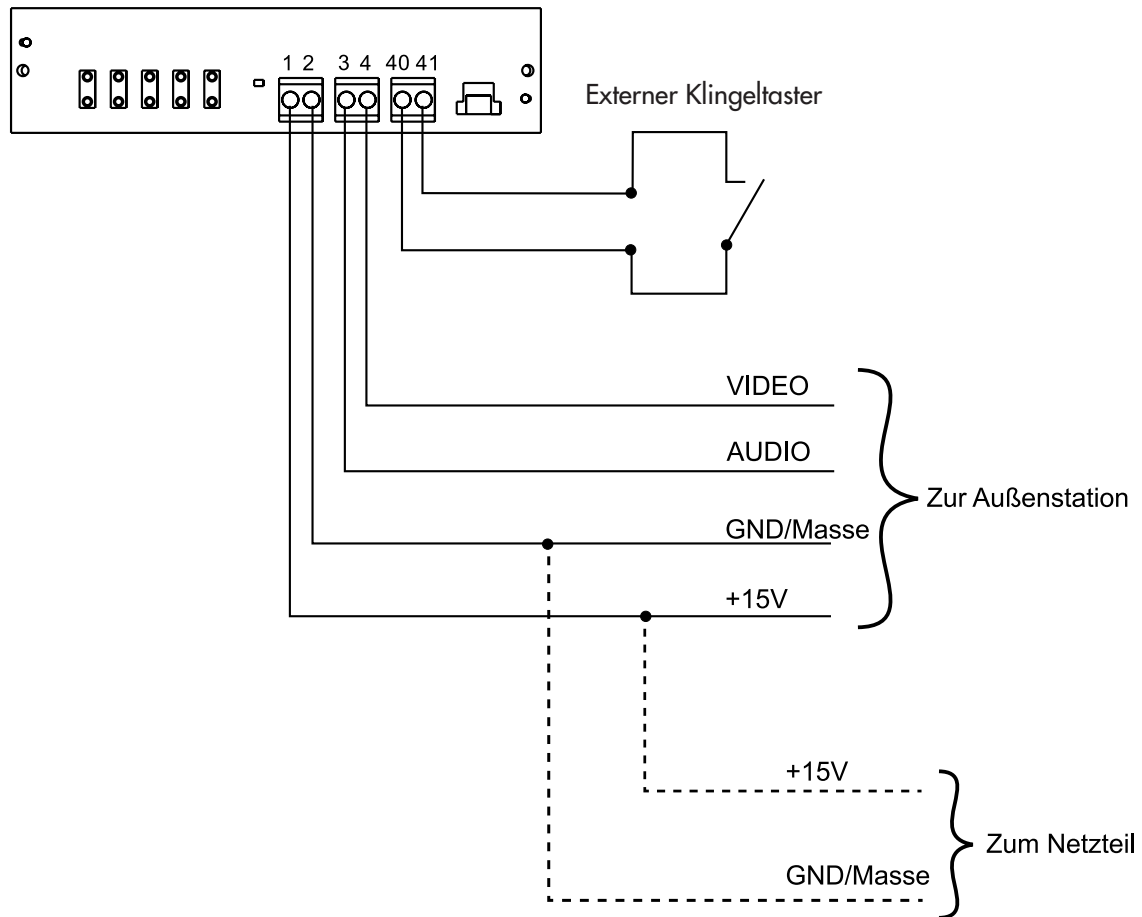 1 2 3 4 40 41
Externer Klingeltaster
VIDEO
AUDIO
GND/Masse
Zur Außenstation
+15V
+15V
Zum Netzteil
GND/Masse